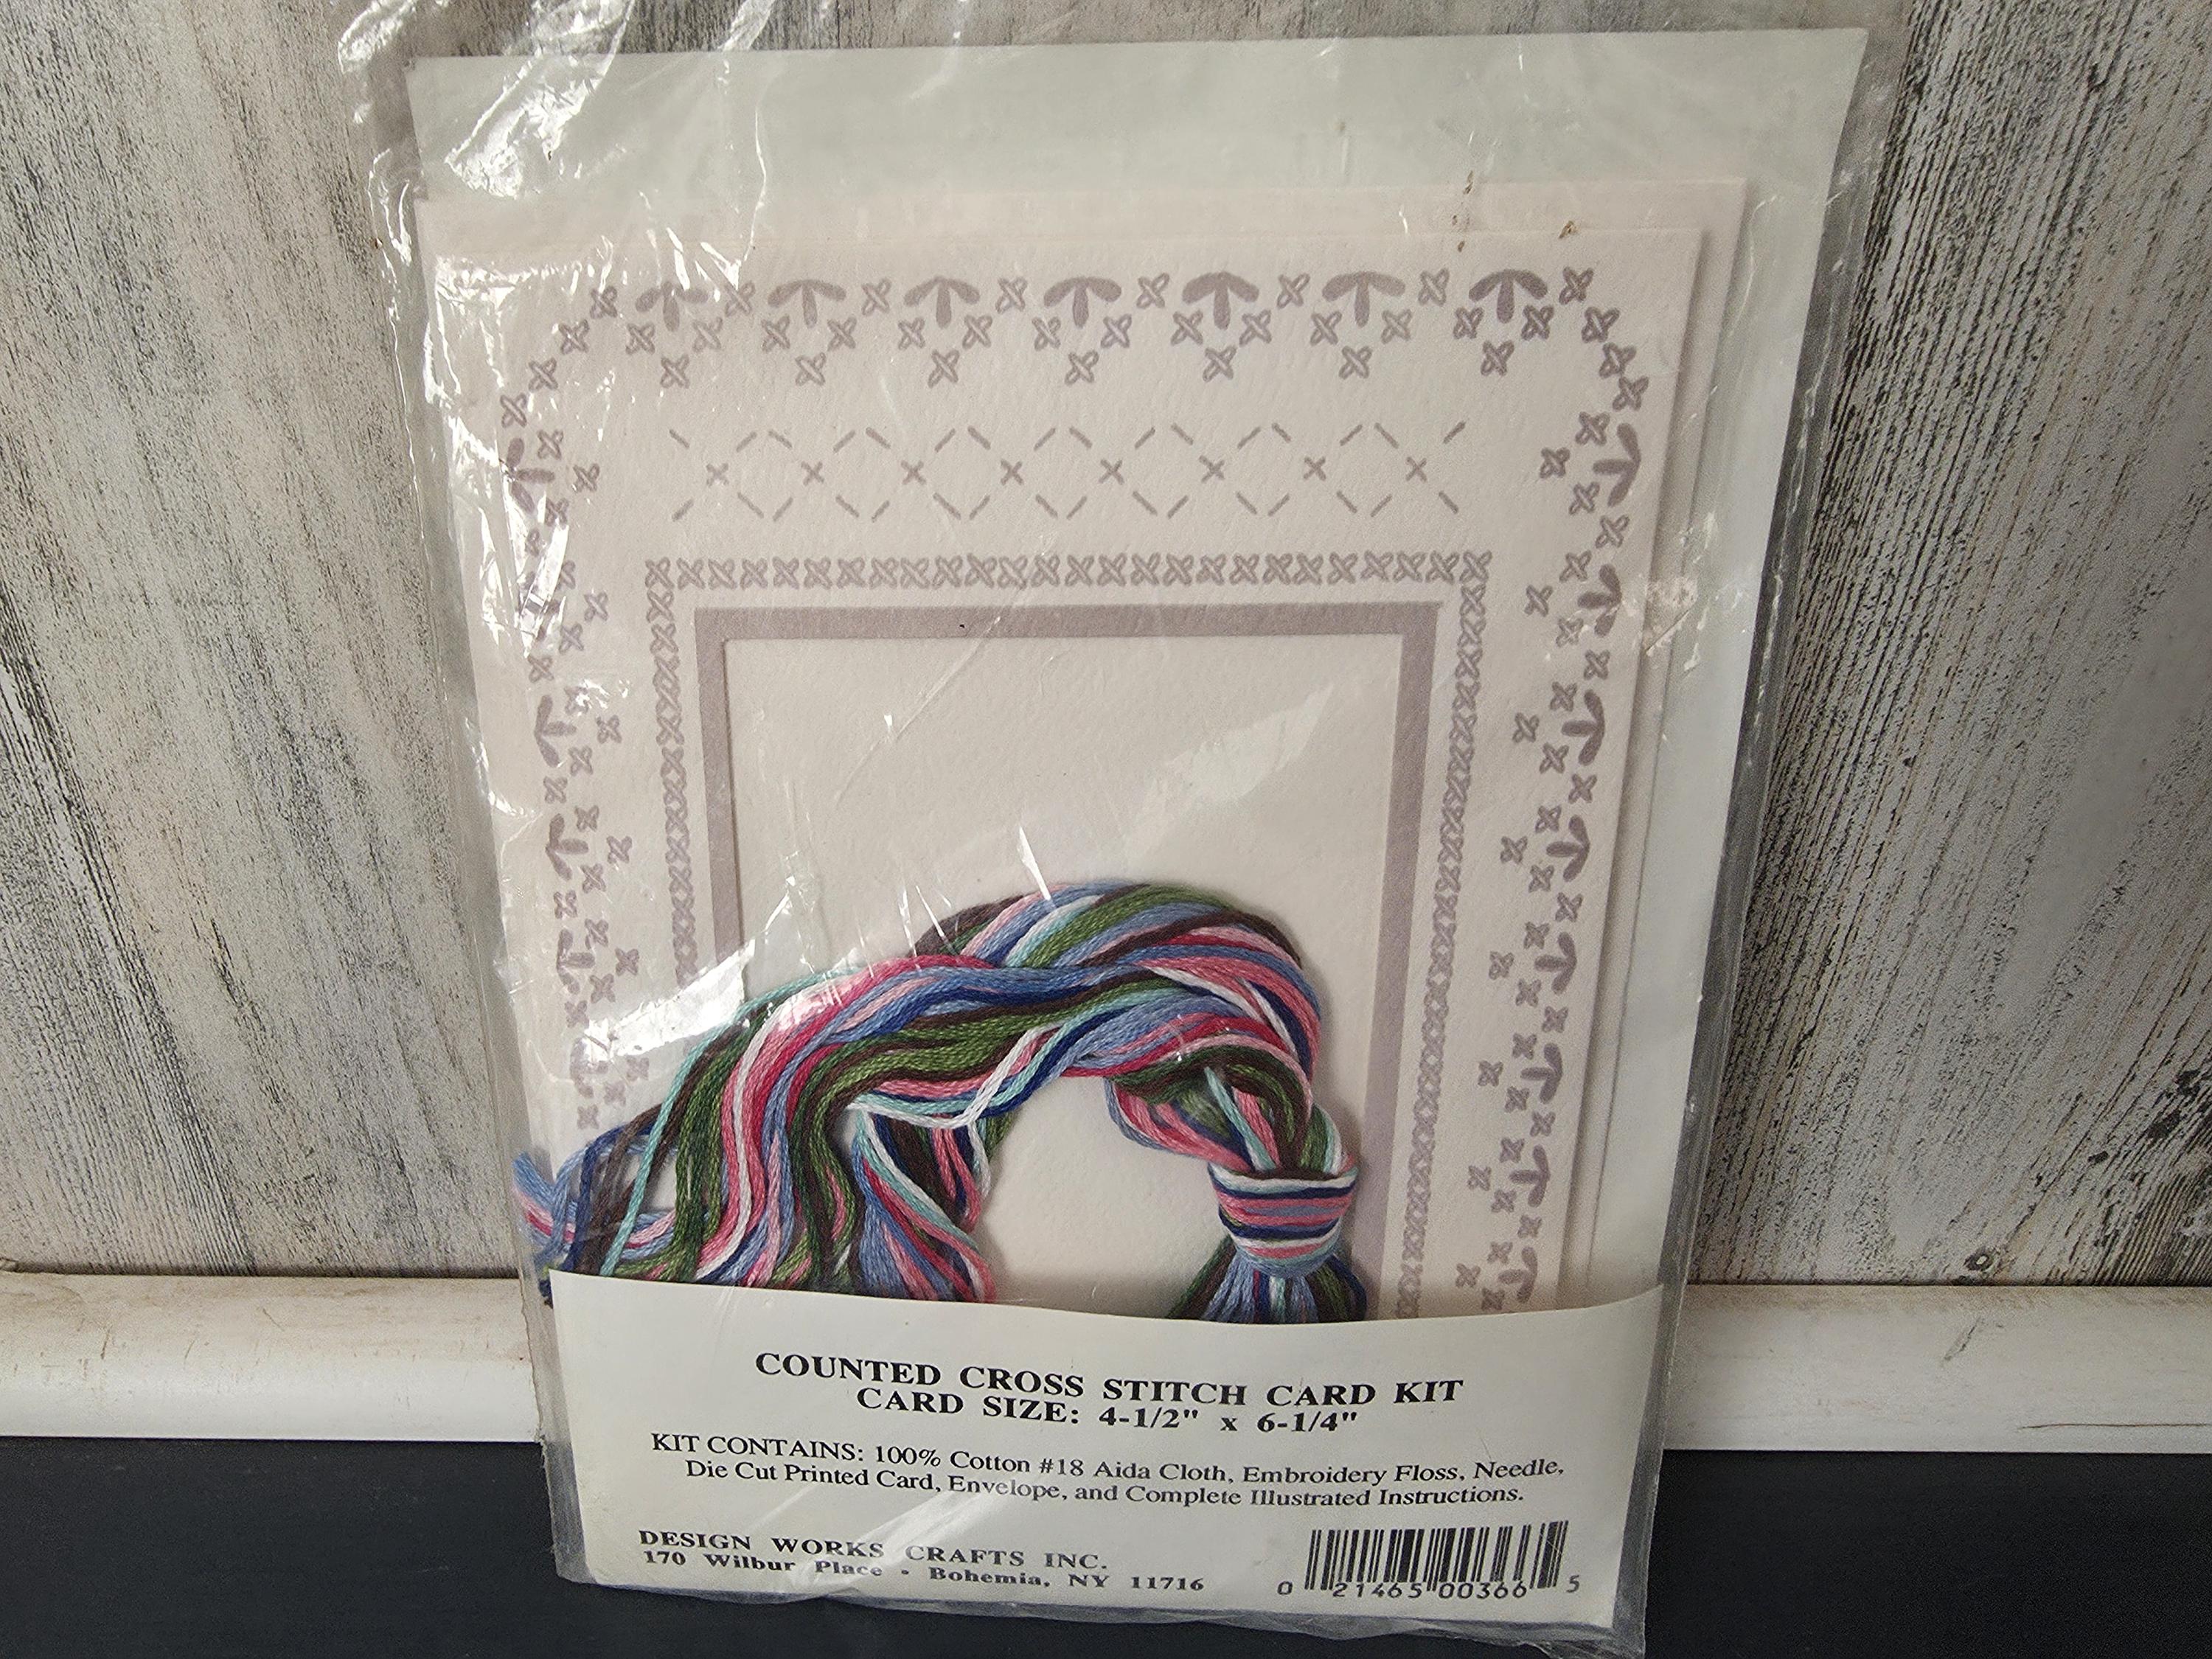 COUNTED CROSS STITCH CARD KIT
CARD SIZE: 4-1/2" x 6-1/4"
KIT CONTAINS: 100% Cotton #18 Aida Cloth, Embroidery Floss, Needle,
Die Cut Printed Card, Envelope, and Complete Illustrated Instructions.
DESIGN WORKS CRAFTS INC.
170 Wilbur Place • Bohemia, NY 11716
0 21465 00366 5